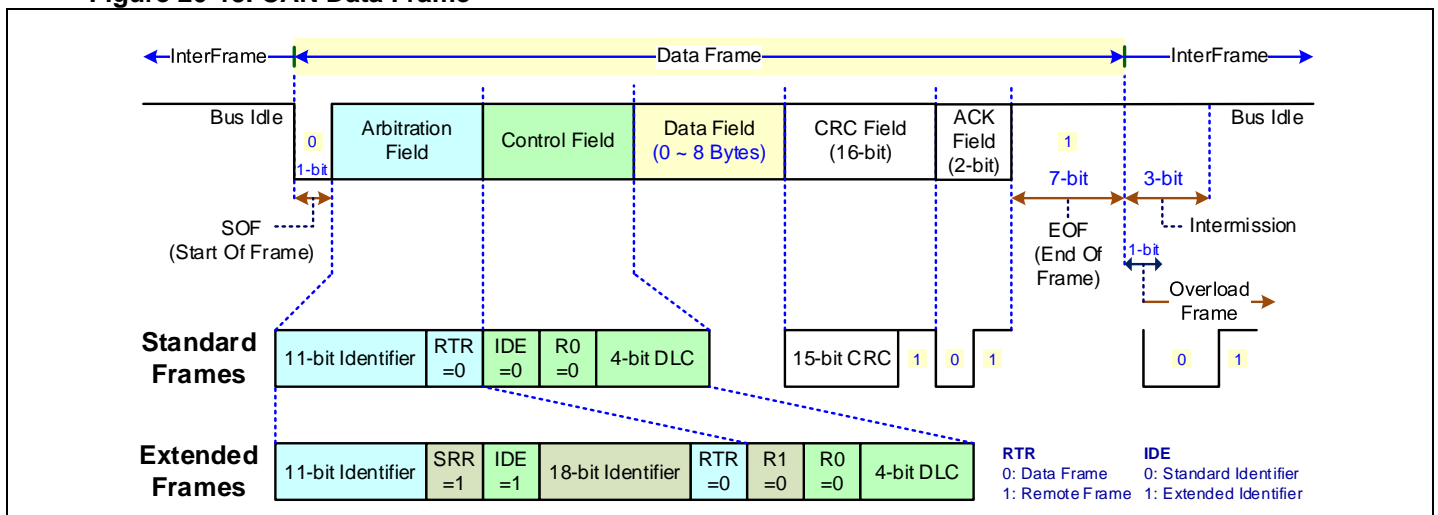 Figure CAN Data Frame
InterFrame
Data Frame
InterFrame
Bus Idle
0
1-bit
Arbitration
Field
Control Field
Data Field
(0 ~ 8 Bytes)
CRC Field
(16-bit)
ACK
Field
(2-bit)
1
7-bit
3-bit
Bus Idle
SOF
(Start Of Frame)
EOF
(End Of
Frame)
Intermission
1-bit
Overload
Frame
Standard
Frames
11-bit Identifier
RTR
=0
IDE
=0
R0
=0
4-bit DLC
15-bit CRC
1
0
1
0
1
Extended
Frames
11-bit Identifier
SRR
=1
IDE
=1
18-bit Identifier
RTR
=0
R1
=0
R0
=0
4-bit DLC
RTR
0: Data Frame
1: Remote Frame
IDE
0: Standard Identifier
1: Extended Identifier